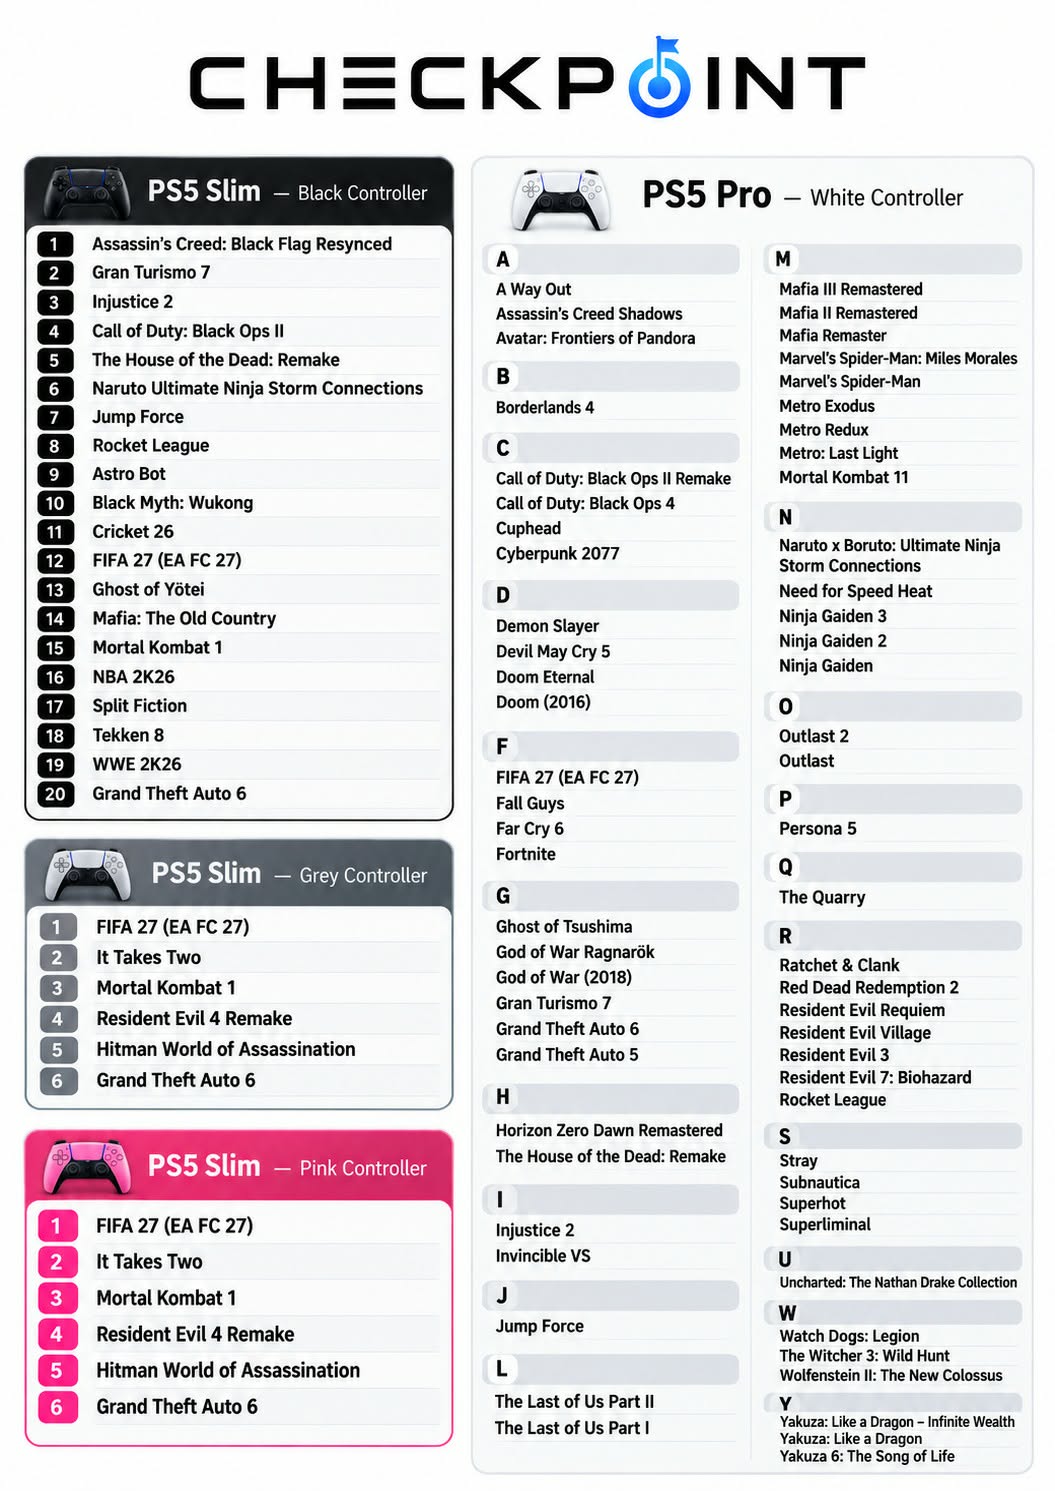 CHECKPOINT
PS5 Slim — Black Controller
1 Assassin's Creed: Black Flag Resynced
2 Gran Turismo 7
3 Injustice 2
4 Call of Duty: Black Ops II
5 The House of the Dead: Remake
6 Naruto Ultimate Ninja Storm Connections
7 Jump Force
8 Rocket League
9 Astro Bot
10 Black Myth: Wukong
11 Cricket 26
12 FIFA 27 (EA FC 27)
13 Ghost of Yōtei
14 Mafia: The Old Country
15 Mortal Kombat 1
16 NBA 2K26
17 Split Fiction
18 Tekken 8
19 WWE 2K26
20 Grand Theft Auto 6
PS5 Slim — Grey Controller
1 FIFA 27 (EA FC 27)
2 It Takes Two
3 Mortal Kombat 1
4 Resident Evil 4 Remake
5 Hitman World of Assassination
6 Grand Theft Auto 6
PS5 Slim — Pink Controller
1 FIFA 27 (EA FC 27)
2 It Takes Two
3 Mortal Kombat 1
4 Resident Evil 4 Remake
5 Hitman World of Assassination
6 Grand Theft Auto 6
PS5 Pro — White Controller
A
A Way Out
Assassin's Creed Shadows
Avatar: Frontiers of Pandora
B
Borderlands 4
C
Call of Duty: Black Ops II Remake
Call of Duty: Black Ops 4
Cuphead
Cyberpunk 2077
D
Demon Slayer
Devil May Cry 5
Doom Eternal
Doom (2016)
F
FIFA 27 (EA FC 27)
Fall Guys
Far Cry 6
Fortnite
G
Ghost of Tsushima
God of War Ragnarök
God of War (2018)
Gran Turismo 7
Grand Theft Auto 6
Grand Theft Auto 5
H
Horizon Zero Dawn Remastered
The House of the Dead: Remake
I
Injustice 2
Invincible VS
J
Jump Force
L
The Last of Us Part II
The Last of Us Part I
M
Mafia III Remastered
Mafia II Remastered
Mafia Remaster
Marvel's Spider-Man: Miles Morales
Marvel's Spider-Man
Metro Exodus
Metro Redux
Metro: Last Light
Mortal Kombat 11
N
Naruto x Boruto: Ultimate Ninja
Storm Connections
Need for Speed Heat
Ninja Gaiden 3
Ninja Gaiden 2
Ninja Gaiden
O
Outlast 2
Outlast
P
Persona 5
Q
The Quarry
R
Ratchet & Clank
Red Dead Redemption 2
Resident Evil Requiem
Resident Evil Village
Resident Evil 3
Resident Evil 7: Biohazard
Rocket League
S
Stray
Subnautica
Superhot
Superliminal
U
Uncharted: The Nathan Drake Collection
W
Watch Dogs: Legion
The Witcher 3: Wild Hunt
Wolfenstein II: The New Colossus
Y
Yakuza: Like a Dragon – Infinite Wealth
Yakuza: Like a Dragon
Yakuza 6: The Song of Life